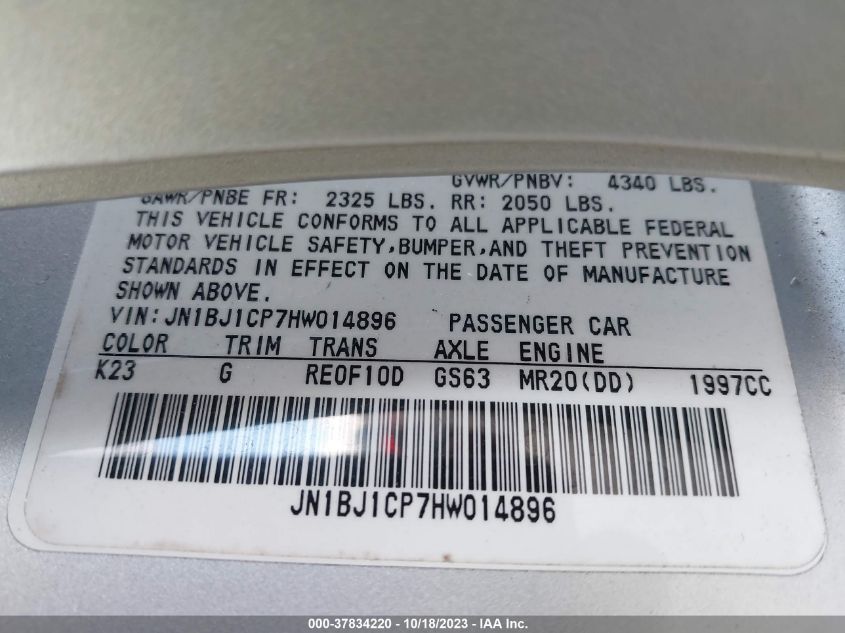 GVWR/PNBV: 4340 LBS.
GAWR/PNBE FR: 2325 LBS. RR: 2050 LBS.
THIS VEHICLE CONFORMS TO ALL APPLICABLE FEDERAL
MOTOR VEHICLE SAFETY,BUMPER,AND THEFT PREVENTION
STANDARDS IN EFFECT ON THE DATE OF MANUFACTURE
SHOWN ABOVE.
VIN:JN1BJ1CP7HW014896 PASSENGER CAR
COLOR TRIM TRANS AXLE ENGINE
K23 G RE0F10D GS63 MR20(DD) 1997CC
JN1BJ1CP7HW014896
000-37834220 - 10/18/2023 - IAA Inc.